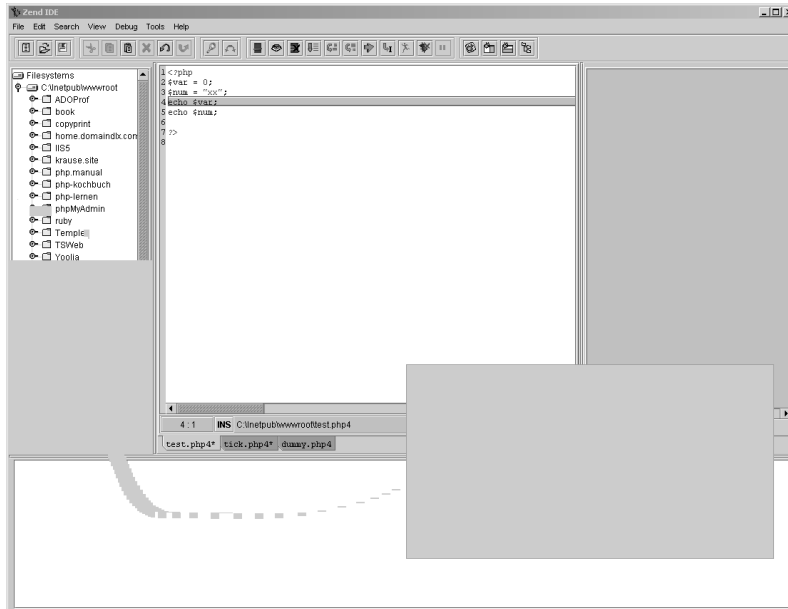 Zend IDE
File Edit Search View Debug Tools Help
Filesystems
C:\Inetpub\wwwroot
ADOProf
book
copyprint
home.domaindlx.com
IIS5
krause.site
php.manual
php-kochbuch
php-lernen
phpMyAdmin
ruby
Temple
TSWeb
Yoolia
1 <?php
2 $var = 0;
3 $num = "xx";
4 echo $var;
5 echo $num;
6
7 ?>
8
4:1 INS C:\Inetpub\wwwroot\test.php4
test.php4* tick.php4* dummy.php4